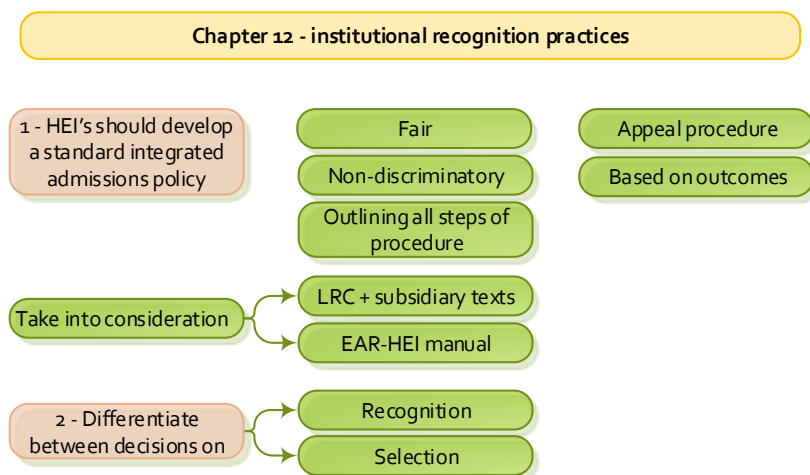 Chapter 12 - institutional recognition practices
1 - HEI's should develop
a standard integrated
admissions policy
Fair
Non-discriminatory
Outlining all steps of
procedure
Appeal procedure
Based on outcomes
Take into consideration
LRC + subsidiary texts
EAR-HEI manual
2 - Differentiate
between decisions on
Recognition
Selection